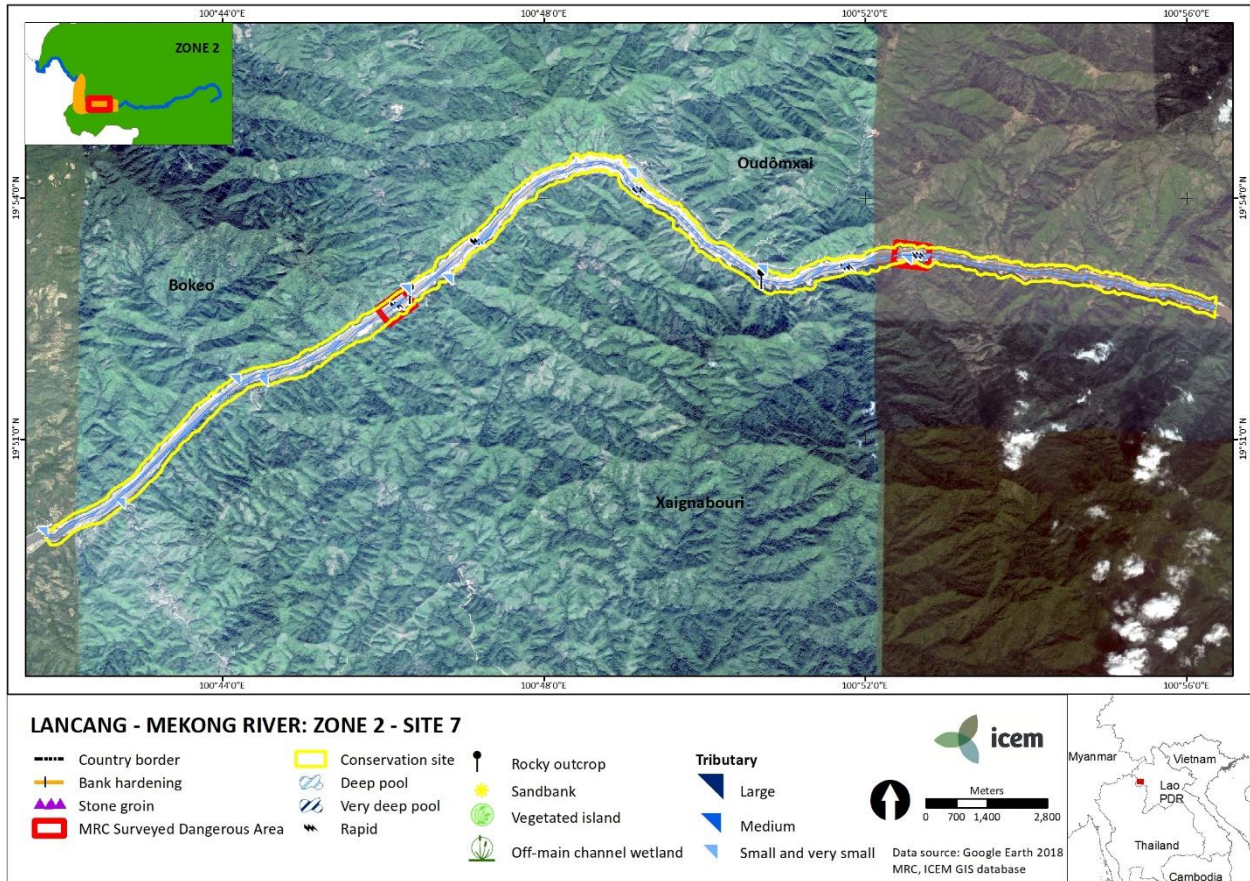 100°44'0"E 100°48'0"E 100°52'0"E 100°56'0"E
ZONE 2
Oudômxai
19°54'0"N 19°54'0"N
Bokeo
19°51'0"N 19°51'0"N
Xaignabouri
100°44'0"E 100°48'0"E 100°52'0"E 100°56'0"E
LANCANG - MEKONG RIVER: ZONE 2 - SITE 7
Country border
Bank hardening
Stone groin
MRC Surveyed Dangerous Area
Conservation site
Deep pool
Very deep pool
Rapid
Rocky outcrop
Sandbank
Vegetated island
Off-main channel wetland
Tributary
Large
Medium
Small and very small
icem
Meters
0 700 1,400 2,800
Data source: Google Earth 2018
MRC, ICEM GIS database
Myanmar
Vietnam
Lao
PDR
Thailand
Cambodia